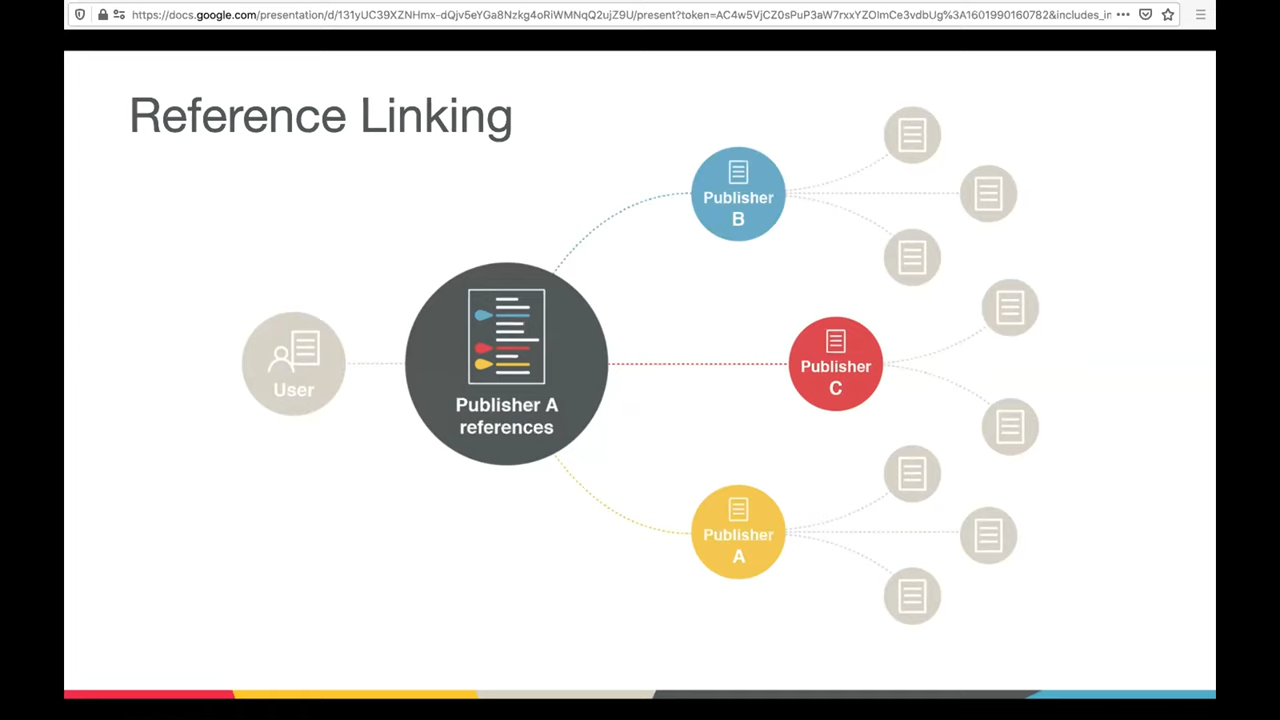 https://docs.google.com/presentation/d/131yUC39XZNHmx-dQjv5eYGa8Nzkg4oRiWMNqQ2ujZ9U/present?token=AC4w5VjCZ0sPuP3aW7rxxYZOlmCe3vdbUg%3A1601990160782&includes_ir
Reference Linking
Publisher
B
User
Publisher A
references
Publisher
C
Publisher
A